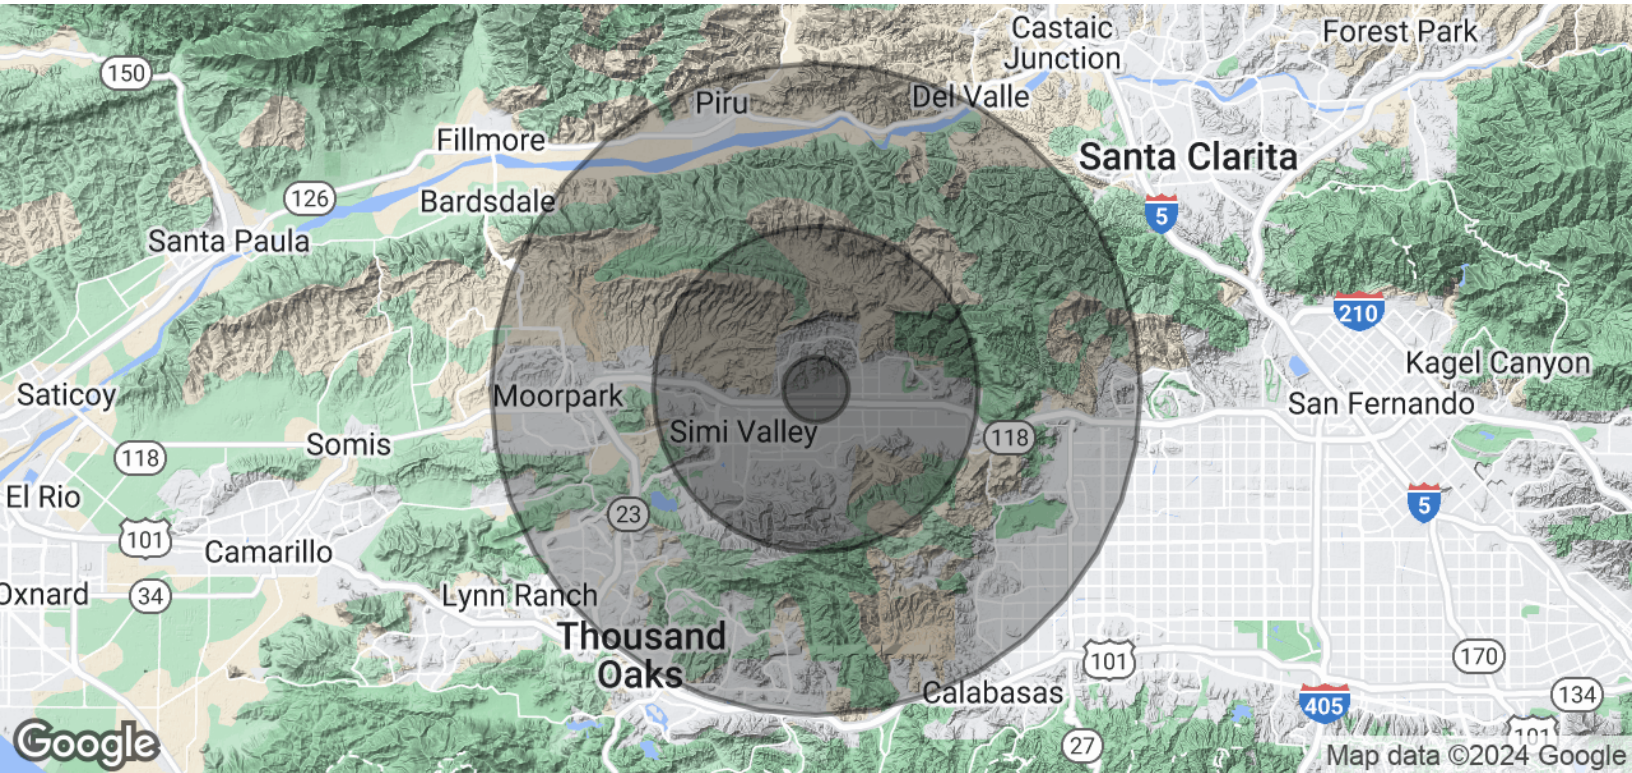 Castaic
Junction
Forest Park
150
Piru
Del Valle
Fillmore
Santa Clarita
126
Bardsdale
5
Santa Paula
210
Kagel Canyon
Saticoy
Moorpark
San Fernando
Simi Valley
118
Somis
118
El Rio
5
23
101
Camarillo
Oxnard
34
Lynn Ranch
Thousand
Oaks
101
170
Calabasas
134
405
101
27
Google
Map data ©2024 Google